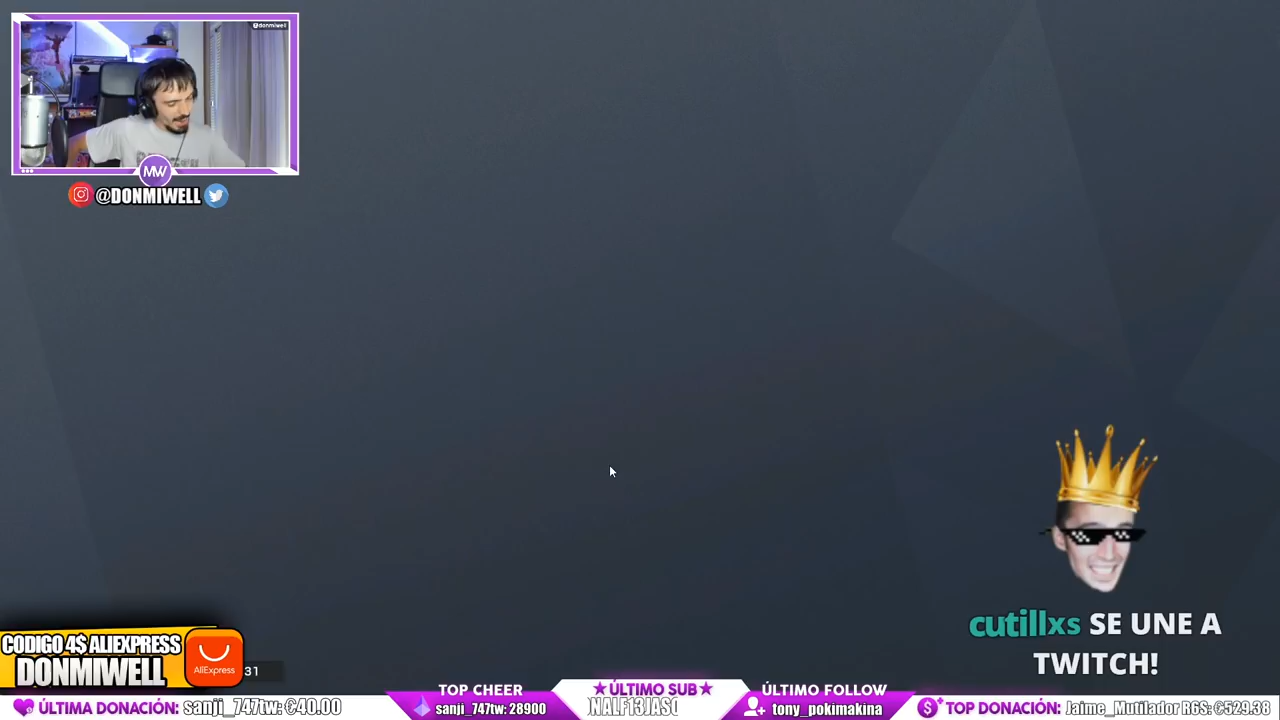 donmiwell
MW
@DONMIWELL
cutillxs SE UNE A
TWITCH!
CODIGO 4$ ALIEXPRESS
DONMIWELL
AliExpress
31
TOP CHEER
★ÚLTIMO SUB★
ÚLTIMO FOLLOW
ÚLTIMA DONACIÓN: sanji_747tw: €40.00
sanji_747tw: 28900
tony_pokimakina
TOP DONACIÓN: Jaime_Mutilador RGS: €529.38